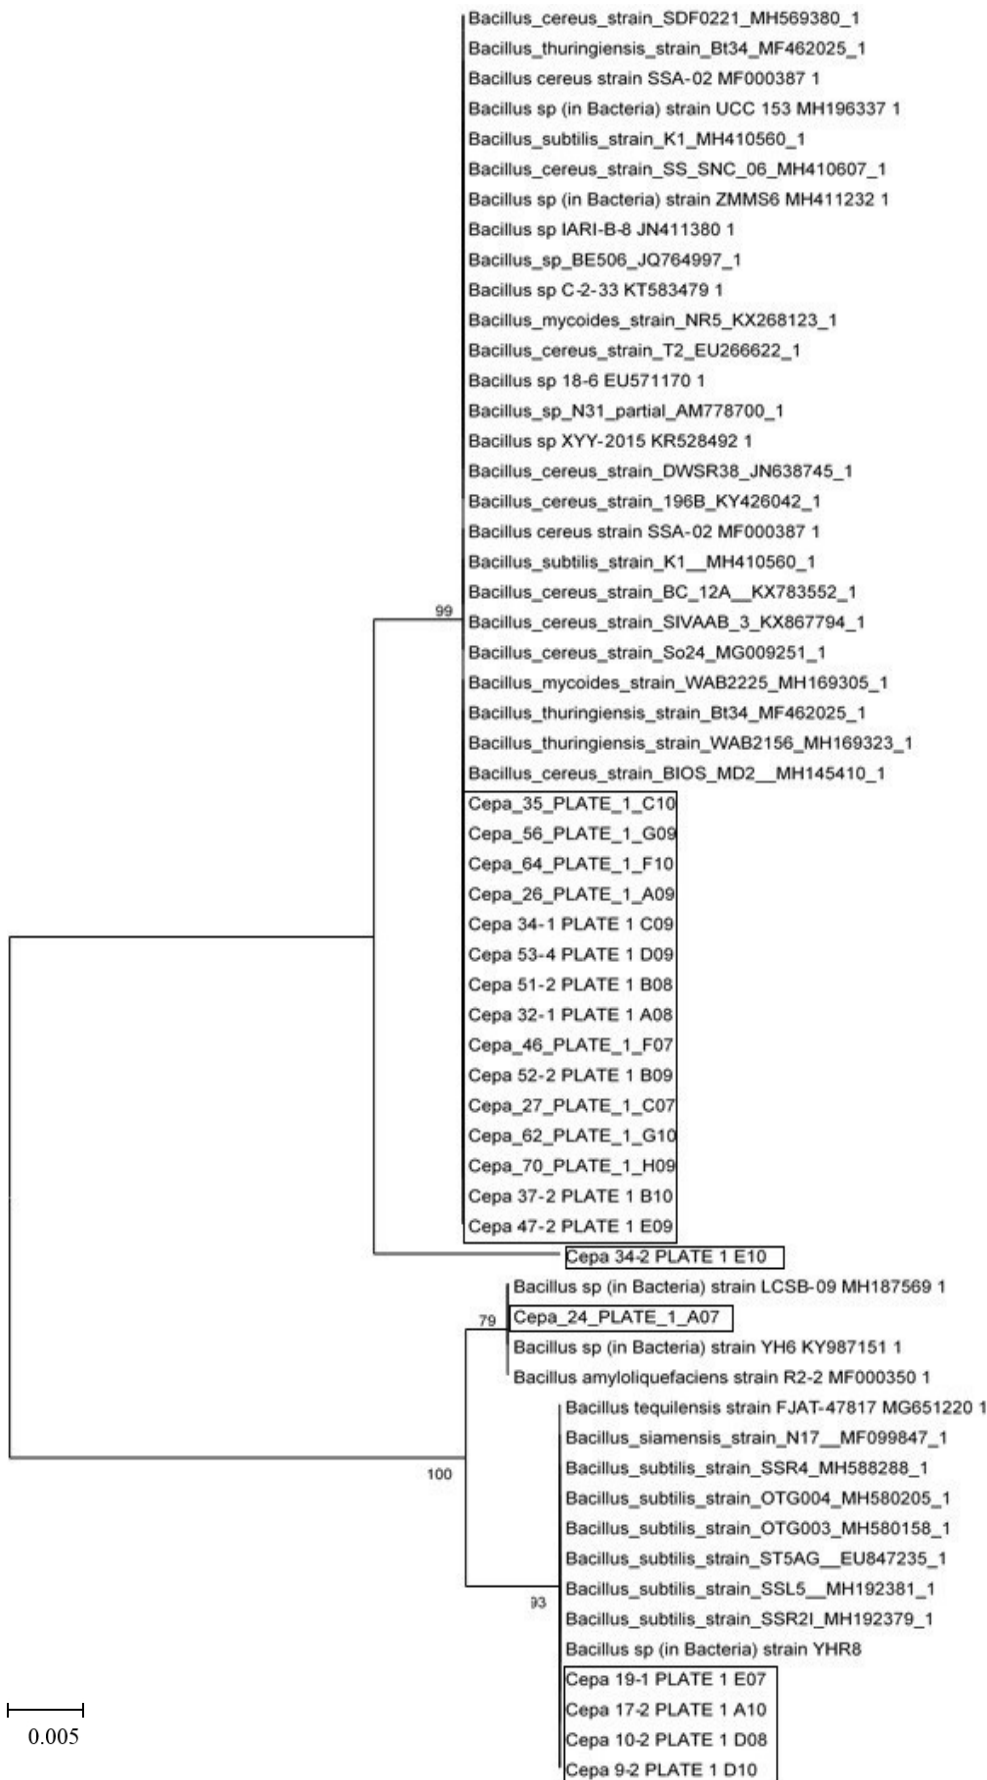 Bacillus_cereus_strain_SDF0221_MH569380_1
Bacillus_thuringiensis_strain_Bt34_MF462025_1
Bacillus cereus strain SSA-02 MF000387 1
Bacillus sp (in Bacteria) strain UCC 153 MH196337 1
Bacillus_subtilis_strain_K1_MH410560_1
Bacillus_cereus_strain_SS_SNC_06_MH410607_1
Bacillus sp (in Bacteria) strain ZMMS6 MH411232 1
Bacillus sp IARI-B-8 JN411380 1
Bacillus_sp_BE506_JQ764997_1
Bacillus sp C-2-33 KT583479 1
Bacillus_mycoides_strain_NR5_KX268123_1
Bacillus_cereus_strain_T2_EU266622_1
Bacillus sp 18-6 EU571170 1
Bacillus_sp_N31_partial_AM778700_1
Bacillus sp XYY-2015 KR528492 1
Bacillus_cereus_strain_DWSR38_JN638745_1
Bacillus_cereus_strain_196B_KY426042_1
Bacillus cereus strain SSA-02 MF000387 1
Bacillus_subtilis_strain_K1__MH410560_1
Bacillus_cereus_strain_BC_12A__KX783552_1
99
Bacillus_cereus_strain_SIVAAB_3_KX867794_1
Bacillus_cereus_strain_So24_MG009251_1
Bacillus_mycoides_strain_WAB2225_MH169305_1
Bacillus_thuringiensis_strain_Bt34_MF462025_1
Bacillus_thuringiensis_strain_WAB2156_MH169323_1
Bacillus_cereus_strain_BIOS_MD2__MH145410_1
Cepa_35_PLATE_1_C10
Cepa_56_PLATE_1_G09
Cepa_64_PLATE_1_F10
Cepa_26_PLATE_1_A09
Cepa 34-1 PLATE 1 C09
Cepa 53-4 PLATE 1 D09
Cepa 51-2 PLATE 1 B08
Cepa 32-1 PLATE 1 A08
Cepa_46_PLATE_1_F07
Cepa 52-2 PLATE 1 B09
Cepa_27_PLATE_1_C07
Cepa_62_PLATE_1_G10
Cepa_70_PLATE_1_H09
Cepa 37-2 PLATE 1 B10
Cepa 47-2 PLATE 1 E09
Cepa 34-2 PLATE 1 E10
Bacillus sp (in Bacteria) strain LCSB-09 MH187569 1
79
Cepa_24_PLATE_1_A07
Bacillus sp (in Bacteria) strain YH6 KY987151 1
Bacillus amyloliquefaciens strain R2-2 MF000350 1
Bacillus tequilensis strain FJAT-47817 MG651220 1
Bacillus_siamensis_strain_N17__MF099847_1
Bacillus_subtilis_strain_SSR4_MH588288_1
100
Bacillus_subtilis_strain_OTG004_MH580205_1
Bacillus_subtilis_strain_OTG003_MH580158_1
Bacillus_subtilis_strain_ST5AG__EU847235_1
Bacillus_subtilis_strain_SSL5__MH192381_1
93
Bacillus_subtilis_strain_SSR2I_MH192379_1
Bacillus sp (in Bacteria) strain YHR8
Cepa 19-1 PLATE 1 E07
Cepa 17-2 PLATE 1 A10
Cepa 10-2 PLATE 1 D08
Cepa 9-2 PLATE 1 D10
0.005